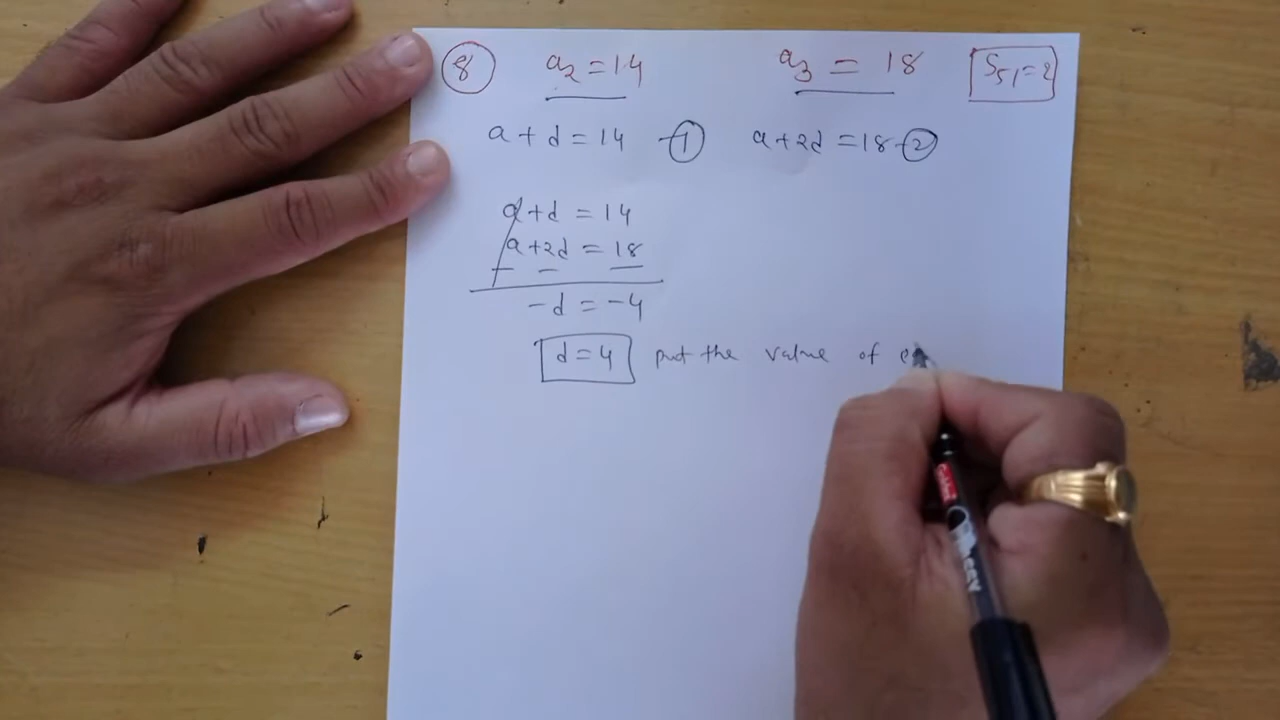 8 a2 = 14 a3 = 18 S51 = ?
a + d = 14 — 1 a + 2d = 18 — 2
a + d = 14
a + 2d = 18
- - -
-d = -4
d = 4 put the value of